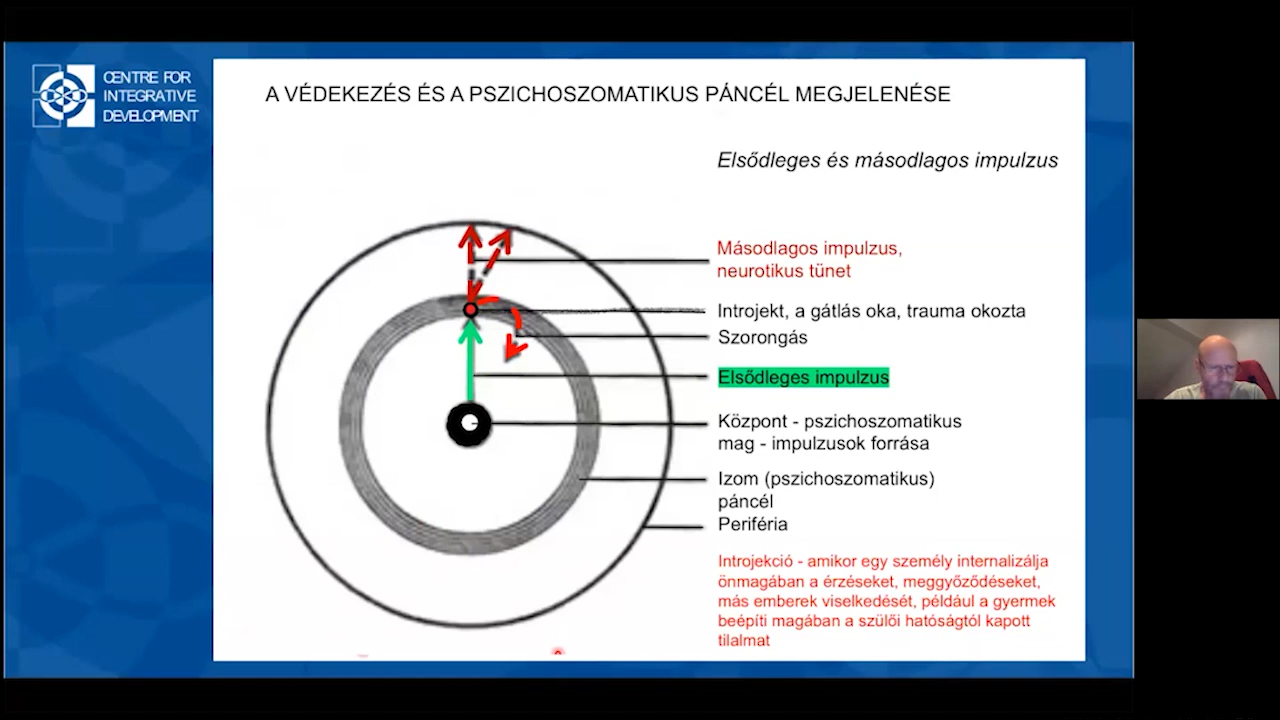 CENTRE FOR
INTEGRATIVE
DEVELOPMENT
A VÉDEKEZÉS ÉS A PSZICHOSZOMATIKUS PÁNCÉL MEGJELENÉSE
Elsődleges és másodlagos impulzus
Másodlagos impulzus,
neurotikus tünet
Introjekt, a gátlás oka, trauma okozta
Szorongás
Elsődleges impulzus
Központ - pszichoszomatikus
mag - impulzusok forrása
Izom (pszichoszomatikus)
páncél
Periféria
Introjekció - amikor egy személy internalizálja
önmagában a érzéseket, meggyőződéseket,
más emberek viselkedését, például a gyermek
beépíti magában a szülői hatóságtól kapott
tilalmat